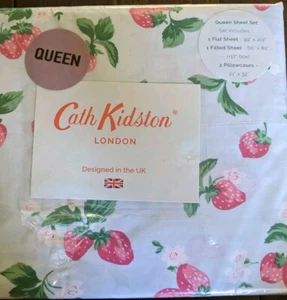 QUEEN
Queen Sheet Set
Set Includes
1 Flat Sheet
1 Fitted Sheet
2 Pillowcases -
Cath Kidston®
LONDON
Designed in the UK